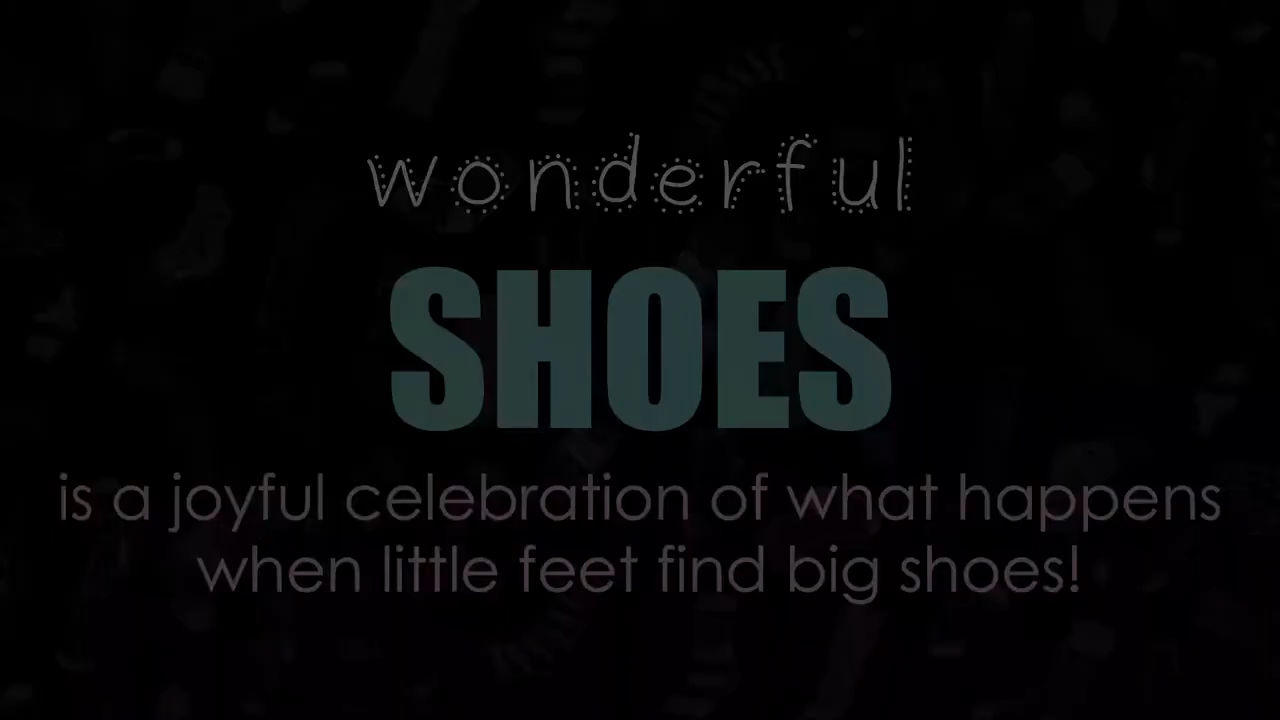 wonderful
SHOES
is a joyful celebration of what happens
when little feet find big shoes!